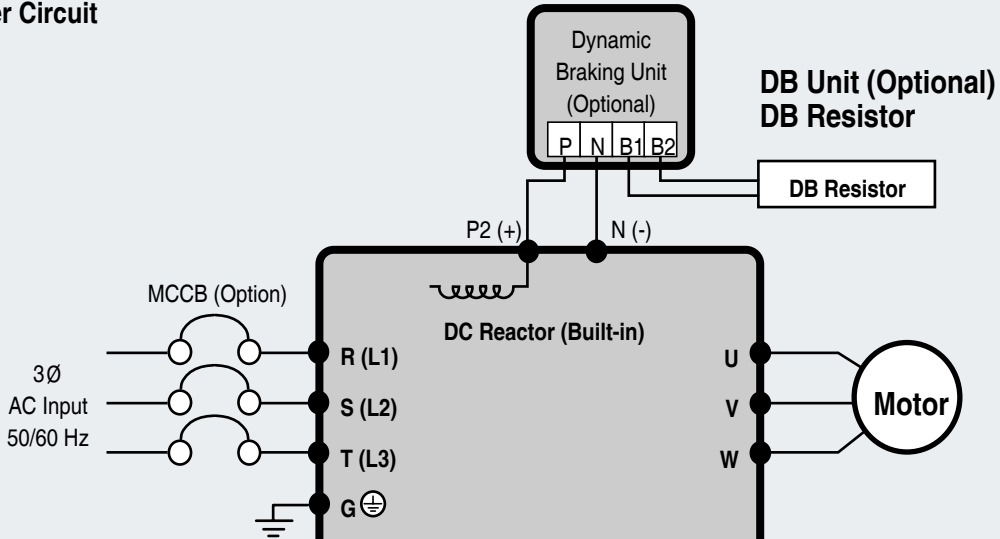 er Circuit
Dynamic
Braking Unit
(Optional)
P N B1 B2
DB Unit (Optional)
DB Resistor
DB Resistor
P2 (+)
N (-)
MCCB (Option)
DC Reactor (Built-in)
3Ø
AC Input
50/60 Hz
R (L1)
S (L2)
T (L3)
G
U
V
W
Motor